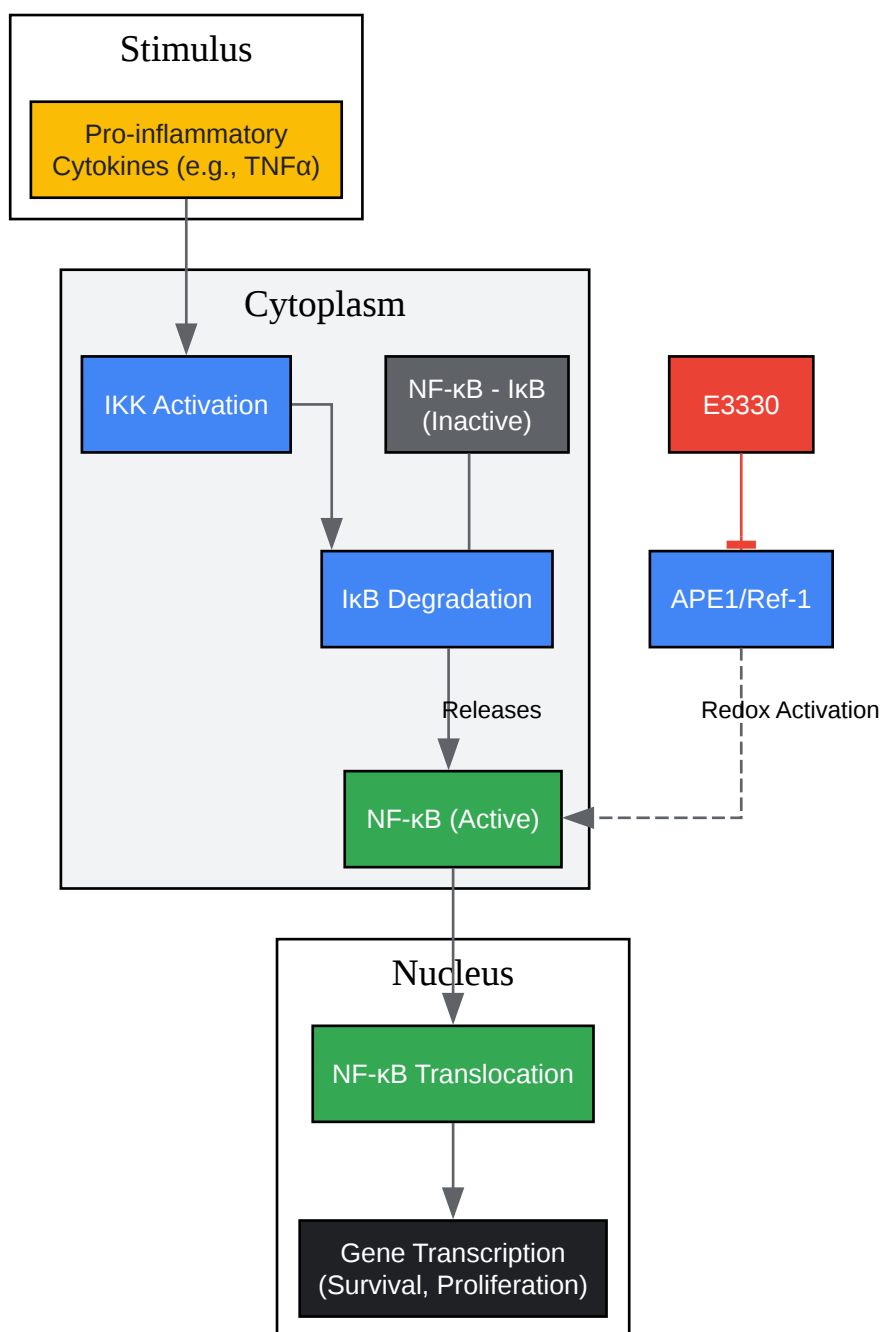 Stimulus
Pro-inflammatory
Cytokines (e.g., TNFα)
Cytoplasm
IKK Activation
NF-κB - IκB
(Inactive)
E3330
IκB Degradation
APE1/Ref-1
Releases
Redox Activation
NF-κB (Active)
Nucleus
NF-κB Translocation
Gene Transcription
(Survival, Proliferation)